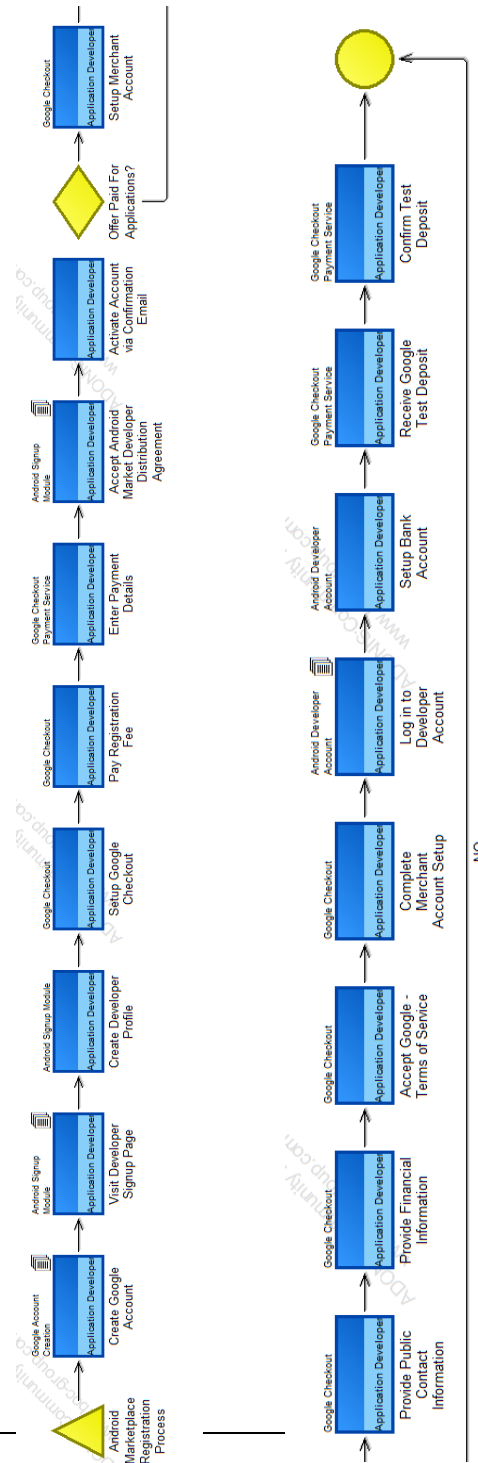 Android
Marketplace
Registration
Process
Google Account
Creation
Application Developer
Create Google
Account
Android Signup
Module
Application Developer
Visit Developer
Signup Page
Android Signup Module
Application Developer
Create Developer
Profile
Google Checkout
Application Developer
Setup Google
Checkout
Google Checkout
Application Developer
Pay Registration
Fee
Google Checkout
Payment Service
Application Developer
Enter Payment
Details
Android Signup
Module
Application Developer
Accept Android
Market Developer
Distribution
Agreement
Application Developer
Activate Account
via Confirmation
Email
Offer Paid For
Applications?
Google Checkout
Application Developer
Setup Merchant
Account
Google Checkout
Application Developer
Provide Public
Contact
Information
Google Checkout
Application Developer
Provide Financial
Information
Google Checkout
Application Developer
Accept Google -
Terms of Service
Google Checkout
Application Developer
Complete
Merchant
Account Setup
Android Developer
Account
Application Developer
Log in to
Developer
Account
Android Developer
Account
Application Developer
Setup Bank
Account
Google Checkout
Payment Service
Application Developer
Receive Google
Test Deposit
Google Checkout
Payment Service
Application Developer
Confirm Test
Deposit
NO